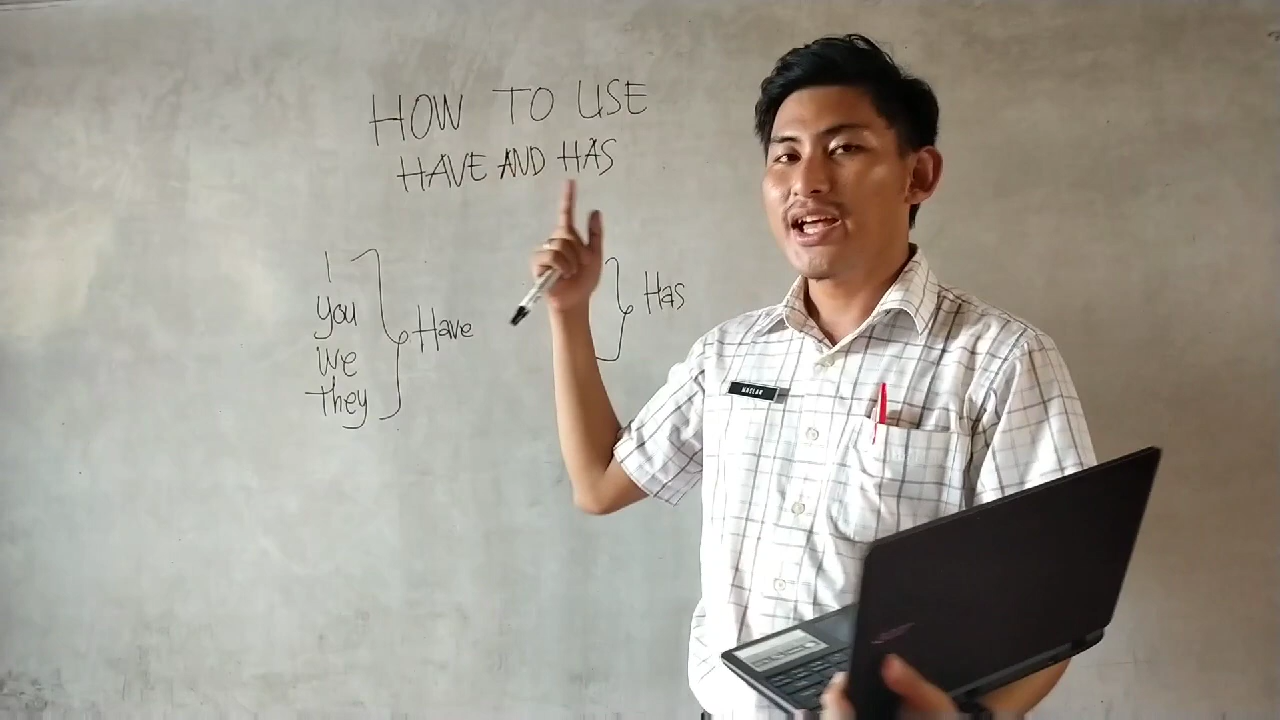 HOW TO USE
HAVE AND HAS
I
you
we
they
Have
Has